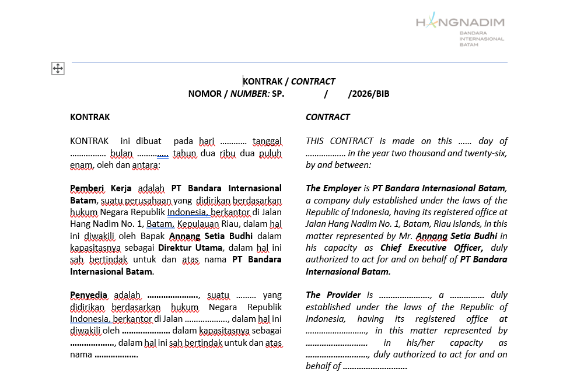 HANGNADIM
BANDARA
INTERNASIONAL
BATAM
KONTRAK / CONTRACT
NOMOR / NUMBER: SP. / /2026/BIB
KONTRAK
KONTRAK Ini dibuat pada hari ………… tanggal
……………. bulan ………….. tahun dua ribu dua puluh
enam, oleh dan antara:
Pemberi Kerja adalah PT Bandara Internasional
Batam, suatu perusahaan yang didirikan berdasarkan
hukum Negara Republik Indonesia, berkantor di Jalan
Hang Nadim No. 1, Batam, Kepulauan Riau, dalam hal
ini diwakili oleh Bapak Annang Setia Budhi dalam
kapasitasnya sebagai Direktur Utama, dalam hal ini
sah bertindak untuk dan atas nama PT Bandara
Internasional Batam.
Penyedia adalah ……………….., suatu ……… yang
didirikan berdasarkan hukum Negara Republik
Indonesia, berkantor di Jalan ……………., dalam hal ini
diwakili oleh ………………. dalam kapasitasnya sebagai
………………., dalam hal ini sah bertindak untuk dan atas
nama ……………..
CONTRACT
THIS CONTRACT is made on this …… day of
……………… in the year two thousand and twenty-six,
by and between:
The Employer is PT Bandara Internasional Batam,
a company duly established under the laws of the
Republic of Indonesia, having its registered office at
Jalan Hang Nadim No. 1, Batam, Riau Islands, in this
matter represented by Mr. Annang Setia Budhi in
his capacity as Chief Executive Officer, duly
authorized to act for and on behalf of PT Bandara
Internasional Batam.
The Provider is …………………, a …………… duly
established under the laws of the Republic of
Indonesia, having its registered office at
……………………, in this matter represented by
………………… in his/her capacity as
……………………, duly authorized to act for and on
behalf of ……………………..